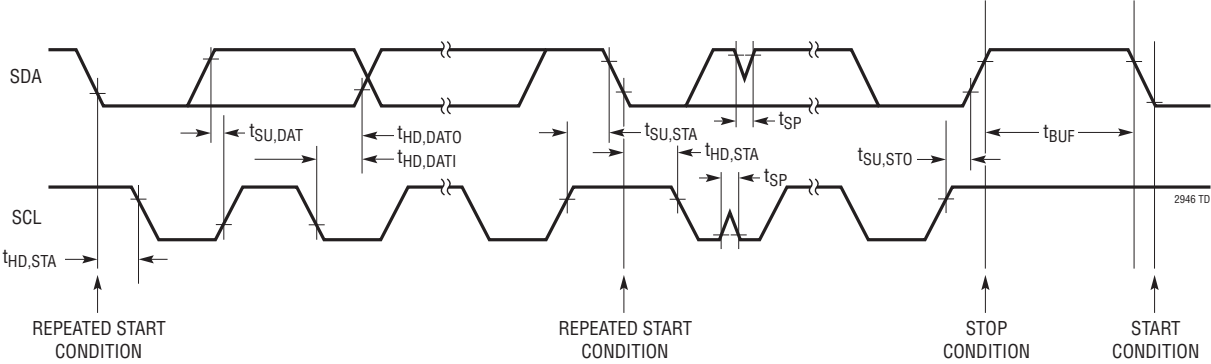 SDA
tSU,DAT
tHD,DATO
tHD,DATI
tSU,STA
tHD,STA
tSP
tSP
tSU,STO
tBUF
SCL
2946 TD
tHD,STA
REPEATED START
CONDITION
REPEATED START
CONDITION
STOP
CONDITION
START
CONDITION